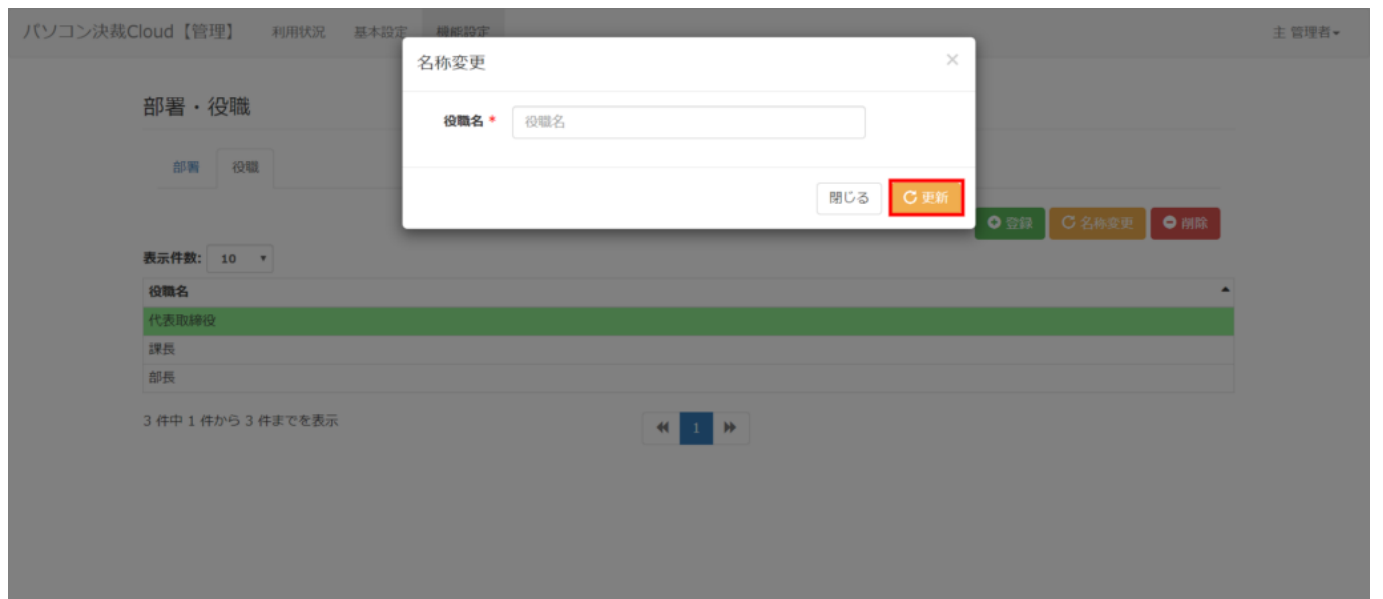 パソコン決裁Cloud【管理】 利用状況 基本設定 機能設定 主 管理者
名称変更 ×
部署・役職
役職名 * 役職名
部署 役職
閉じる 更新
登録 名称変更 削除
表示件数: 10
役職名
代表取締役
課長
部長
3 件中 1 件から 3 件までを表示 1